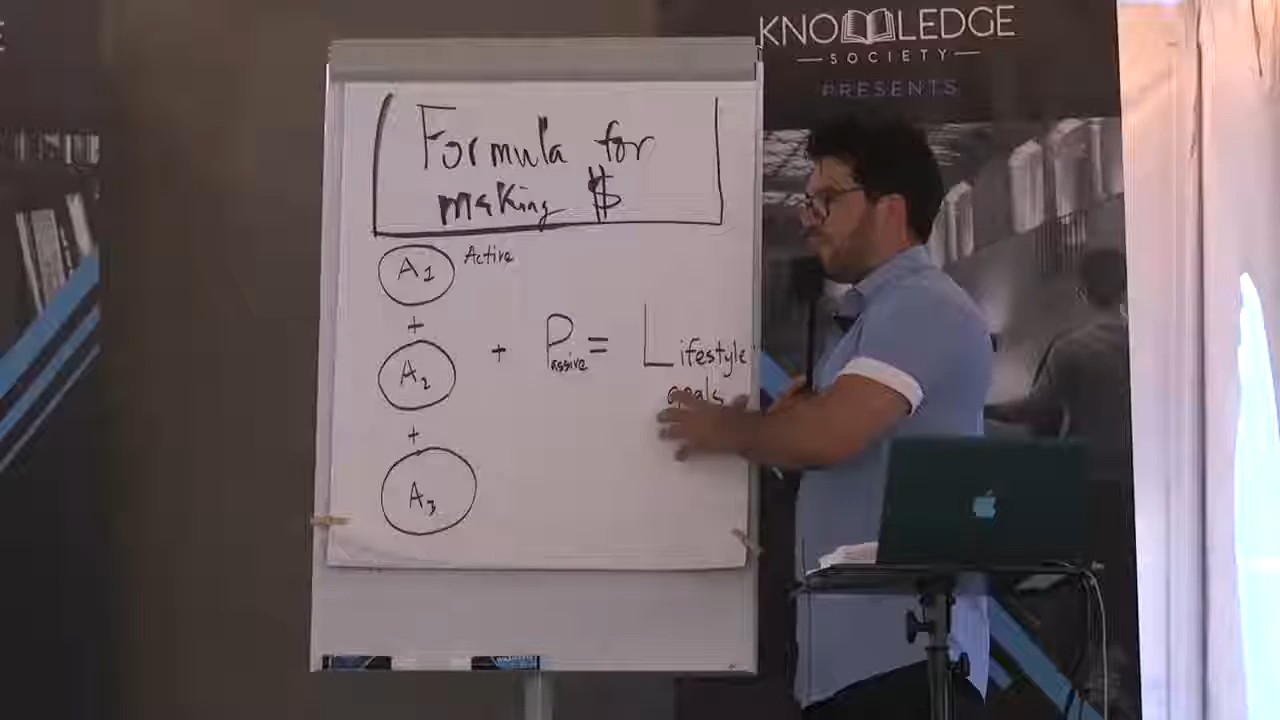 KNOWLEDGE
SOCIETY
PRESENTS
Formula for
making $
A1 Active
+
A2 + Passive = Lifestyle
goals
+
A3